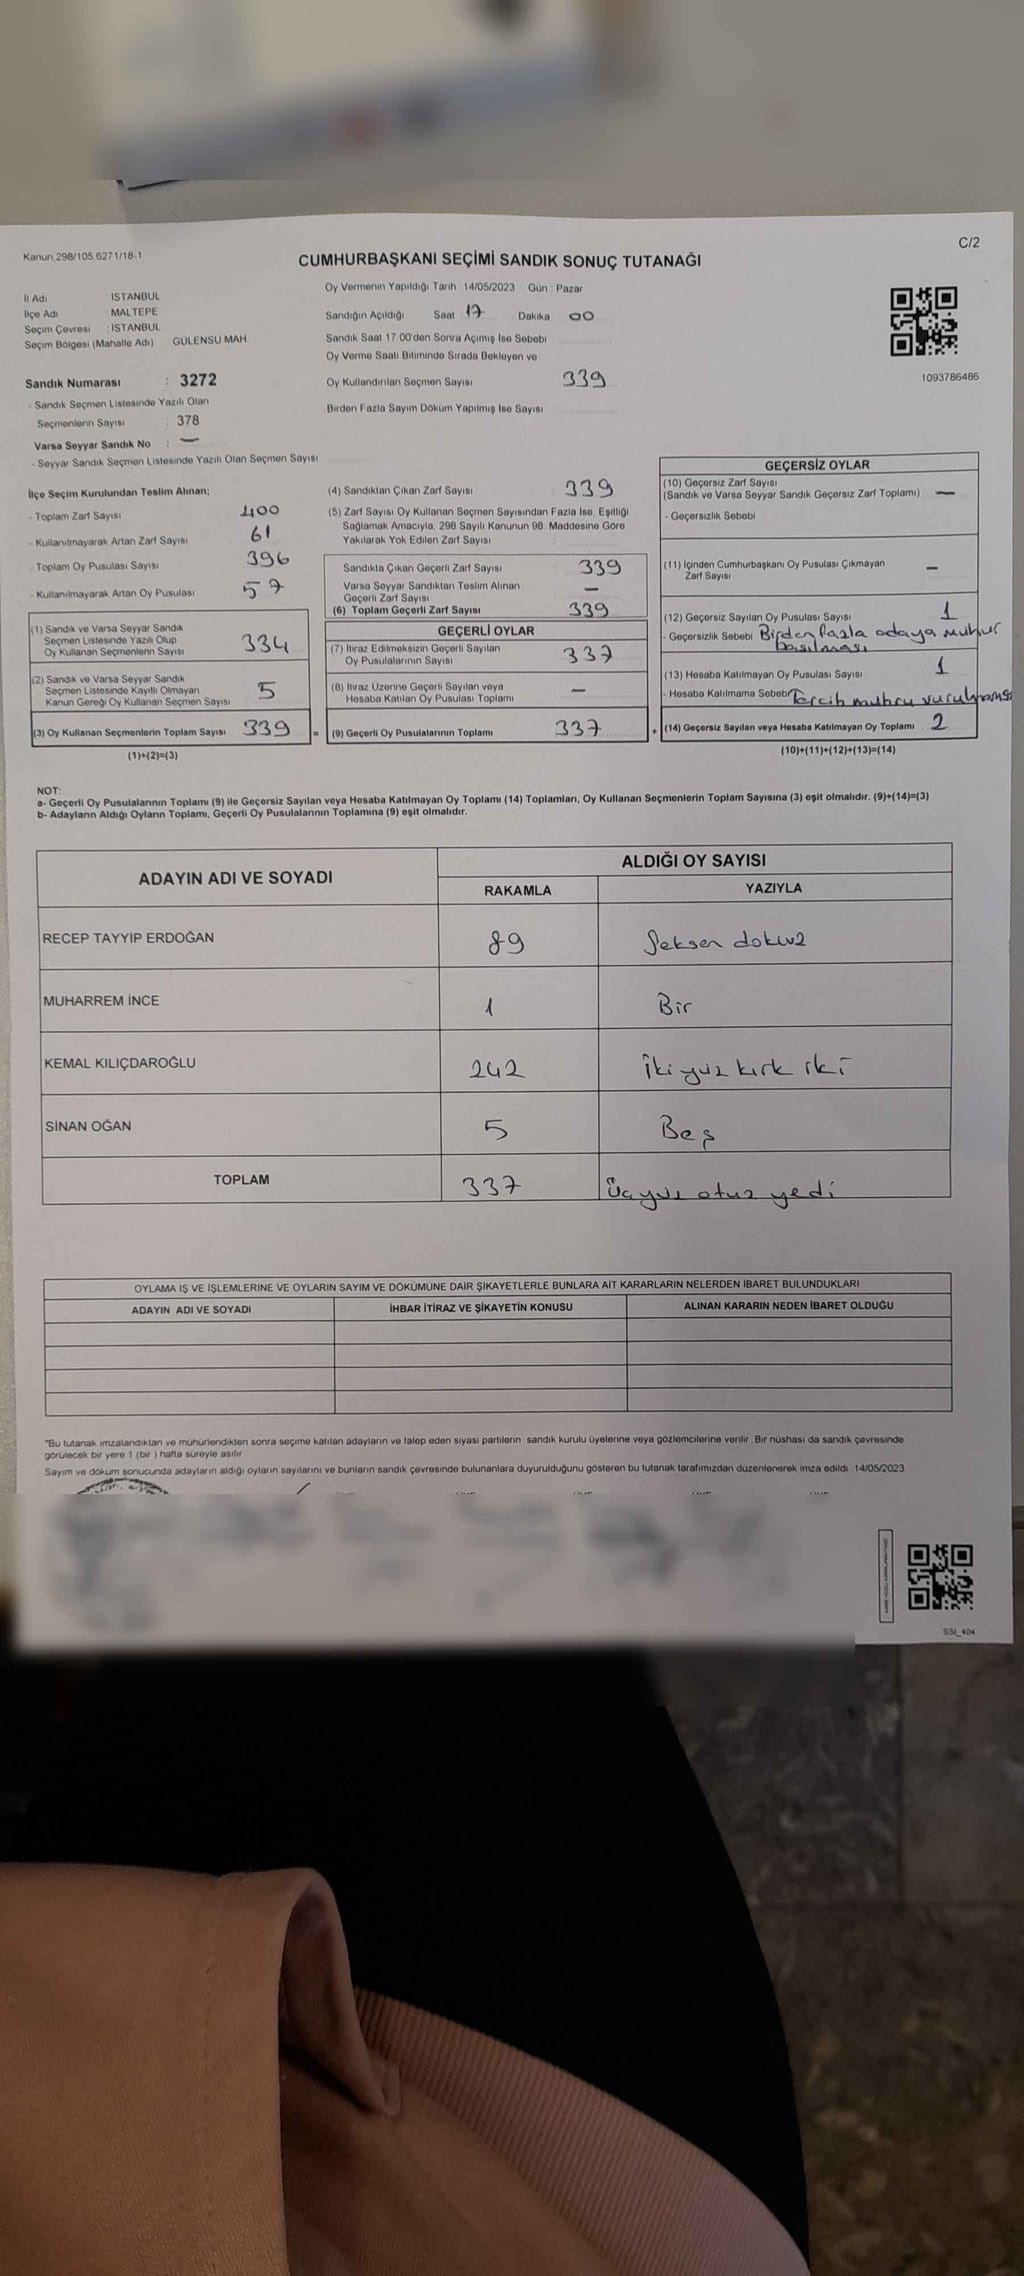 Kanun 298/105 6271/18-1
C/2
CUMHURBAŞKANI SEÇİMİ SANDIK SONUÇ TUTANAĞI
İl Adı İSTANBUL
İlçe Adı MALTEPE
Seçim Çevresi : İSTANBUL
Seçim Bölgesi (Mahalle Adı) GÜLENSU MAH
Sandık Numarası : 3272
- Sandık Seçmen Listesinde Yazılı Olan
Seçmenlerin Sayısı : 378
Varsa Seyyar Sandık No : —
- Seyyar Sandık Seçmen Listesinde Yazılı Olan Seçmen Sayısı
Oy Vermenin Yapıldığı Tarih 14/05/2023 Gün : Pazar
Sandığın Açıldığı Saat 17 Dakika 00
Sandık Saat 17:00'den Sonra Açımış İse Sebebi
Oy Verme Saati Bitiminde Sırada Bekleyen ve
Oy Kullandırılan Seçmen Sayısı 339
Birden Fazla Sayım Döküm Yapılmış İse Sayısı
1093786486
İlçe Seçim Kurulundan Teslim Alınan;
- Toplam Zarf Sayısı 400
- Kullanılmayarak Artan Zarf Sayısı 61
- Toplam Oy Pusulası Sayısı 396
- Kullanılmayarak Artan Oy Pusulası 57
(1) Sandık ve Varsa Seyyar Sandık
Seçmen Listesinde Yazılı Olup
Oy Kullanan Seçmenlerin Sayısı 334
(2) Sandık ve Varsa Seyyar Sandık
Seçmen Listesinde Kayıtlı Olmayan
Kanun Gereği Oy Kullanan Seçmen Sayısı 5
(3) Oy Kullanan Seçmenlerin Toplam Sayısı 339 =
(1)+(2)=(3)
(4) Sandıktan Çıkan Zarf Sayısı : 339
(5) Zarf Sayısı Oy Kullanan Seçmen Sayısından Fazla İse, Eşitliği
Sağlamak Amacıyla, 298 Sayılı Kanunun 98. Maddesine Göre
Yakılarak Yok Edilen Zarf Sayısı
Sandıkta Çıkan Geçerli Zarf Sayısı : 339
Varsa Seyyar Sandıktan Teslim Alınan
Geçerli Zarf Sayısı —
(6) Toplam Geçerli Zarf Sayısı 339
GEÇERLİ OYLAR
(7) İtiraz Edilmeksizin Geçerli Sayılan
Oy Pusulalarının Sayısı 337
(8) İtiraz Üzerine Geçerli Sayılan veya
Hesaba Katılan Oy Pusulası Toplamı —
(9) Geçerli Oy Pusulalarının Toplamı 337 +
GEÇERSİZ OYLAR
(10) Geçersiz Zarf Sayısı
(Sandık ve Varsa Seyyar Sandık Geçersiz Zarf Toplamı) —
- Geçersizlik Sebebi
(11) İçinden Cumhurbaşkanı Oy Pusulası Çıkmayan
Zarf Sayısı —
(12) Geçersiz Sayılan Oy Pusulası Sayısı 1
- Geçersizlik Sebebi Birden fazla adaya mühür
basılması
(13) Hesaba Katılmayan Oy Pusulası Sayısı 1
- Hesaba Katılmama Sebebi Tercih mührü vurulmaması
(14) Geçersiz Sayılan veya Hesaba Katılmayan Oy Toplamı 2
(10)+(11)+(12)+(13)=(14)
NOT:
a- Geçerli Oy Pusulalarının Toplamı (9) ile Geçersiz Sayılan veya Hesaba Katılmayan Oy Toplamı (14) Toplamları, Oy Kullanan Seçmenlerin Toplam Sayısına (3) eşit olmalıdır. (9)+(14)=(3)
b- Adayların Aldığı Oyların Toplamı, Geçerli Oy Pusulalarının Toplamına (9) eşit olmalıdır.
ADAYIN ADI VE SOYADI ALDIĞI OY SAYISI
RAKAMLA YAZIYLA
RECEP TAYYİP ERDOĞAN 89 Seksen dokuz
MUHARREM İNCE 1 Bir
KEMAL KILIÇDAROĞLU 242 İkiyüz kırk iki
SİNAN OĞAN 5 Beş
TOPLAM 337 Üçyüz otuz yedi
OYLAMA İŞ VE İŞLEMLERİNE VE OYLARIN SAYIM VE DÖKÜMÜNE DAİR ŞİKAYETLERLE BUNLARA AİT KARARLARIN NELERDEN İBARET BULUNDUKLARI
ADAYIN ADI VE SOYADI İHBAR İTİRAZ VE ŞİKAYETİN KONUSU ALINAN KARARIN NEDEN İBARET OLDUĞU
*Bu tutanak imzalandıktan ve mühürlendikten sonra seçime katılan adayların ve talep eden siyasi partilerin sandık kurulu üyelerine veya gözlemcilerine verilir. Bir nüshası da sandık çevresinde
görülecek bir yere 1 (bir ) hafta süreyle asılır
Sayım ve döküm sonucunda adayların aldığı oyların sayılarını ve bunların sandık çevresinde bulunanlara duyurulduğunu gösteren bu tutanak tarafımızdan düzenlenerek imza edildi. 14/05/2023
SSI_404